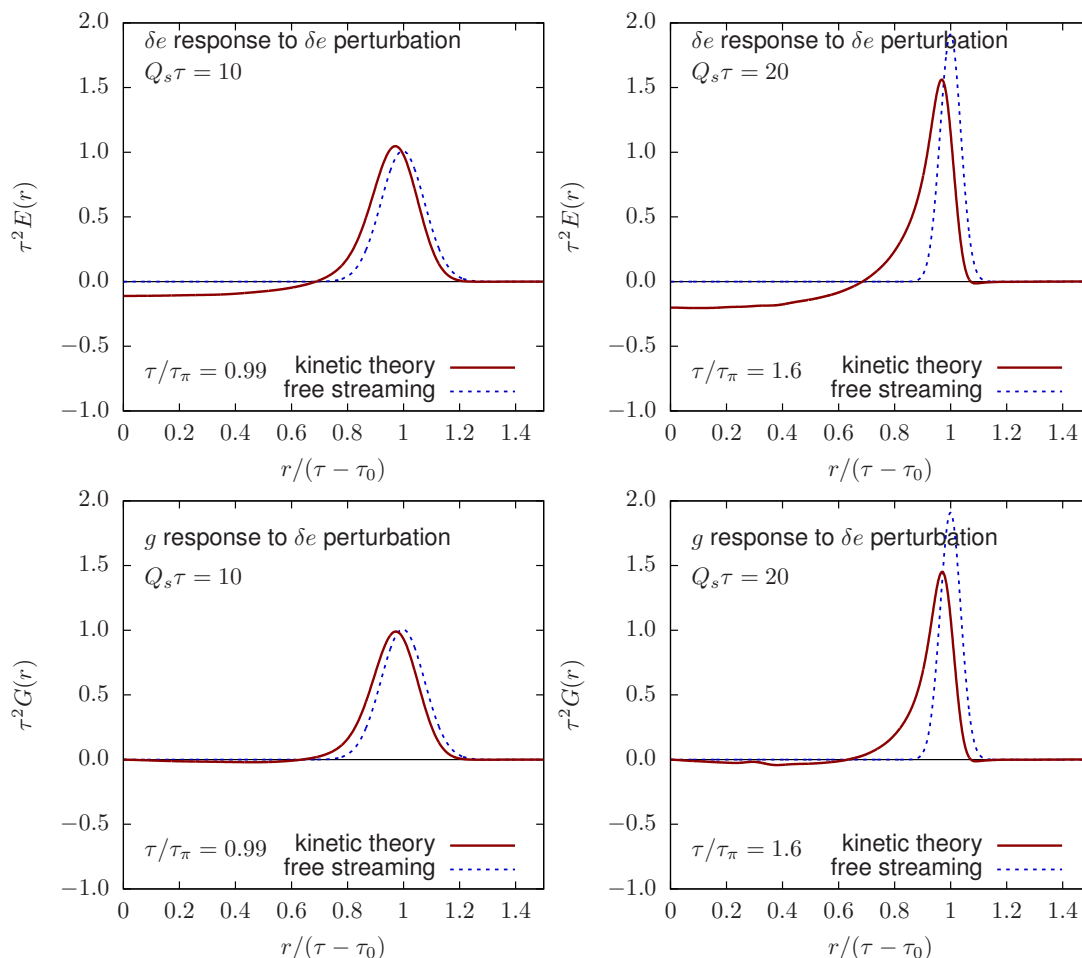 2.0
δe response to δe perturbation
Q_sτ = 10
1.5
1.0
τ²E(r)
0.5
0.0
−0.5
τ/τ_π = 0.99
kinetic theory
free streaming
−1.0
0 0.2 0.4 0.6 0.8 1 1.2 1.4
r/(τ − τ₀)
2.0
δe response to δe perturbation
Q_sτ = 20
1.5
1.0
τ²E(r)
0.5
0.0
−0.5
τ/τ_π = 1.6
kinetic theory
free streaming
−1.0
0 0.2 0.4 0.6 0.8 1 1.2 1.4
r/(τ − τ₀)
2.0
g response to δe perturbation
Q_sτ = 10
1.5
1.0
τ²G(r)
0.5
0.0
−0.5
τ/τ_π = 0.99
kinetic theory
free streaming
−1.0
0 0.2 0.4 0.6 0.8 1 1.2 1.4
r/(τ − τ₀)
2.0
g response to δe perturbation
Q_sτ = 20
1.5
1.0
τ²G(r)
0.5
0.0
−0.5
τ/τ_π = 1.6
kinetic theory
free streaming
−1.0
0 0.2 0.4 0.6 0.8 1 1.2 1.4
r/(τ − τ₀)